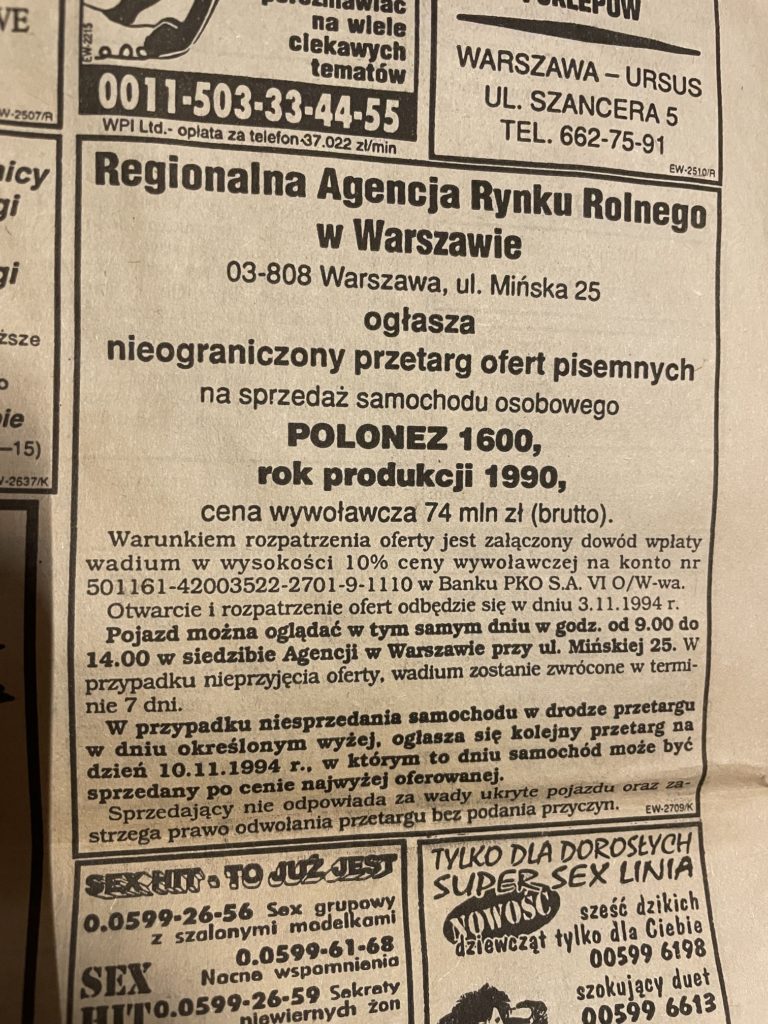 na wiele
ciekawych
tematów
EW-2215
0011-503-33-44-55
WPI Ltd.- opłata za telefon-37.022 zł/min
SKLEPÓW
WARSZAWA – URSUS
UL. SZANCERA 5
TEL. 662-75-91
EW-2510/R
W-2507/R
Regionalna Agencja Rynku Rolnego
w Warszawie
03-808 Warszawa, ul. Mińska 25
ogłasza
nieograniczony przetarg ofert pisemnych
na sprzedaż samochodu osobowego
POLONEZ 1600,
rok produkcji 1990,
cena wywoławcza 74 mln zł (brutto).
Warunkiem rozpatrzenia oferty jest załączony dowód wpłaty
wadium w wysokości 10% ceny wywoławczej na konto nr
501161-42003522-2701-9-1110 w Banku PKO S.A. VI O/W-wa.
Otwarcie i rozpatrzenie ofert odbędzie się w dniu 3.11.1994 r.
Pojazd można oglądać w tym samym dniu w godz. od 9.00 do
14.00 w siedzibie Agencji w Warszawie przy ul. Mińskiej 25. W
przypadku nieprzyjęcia oferty, wadium zostanie zwrócone w termi-
nie 7 dni.
W przypadku niesprzedania samochodu w drodze przetargu
w dniu określonym wyżej, ogłasza się kolejny przetarg na
dzień 10.11.1994 r., w którym to dniu samochód może być
sprzedany po cenie najwyżej oferowanej.
Sprzedający nie odpowiada za wady ukryte pojazdu oraz za-
strzega prawo odwołania przetargu bez podania przyczyn.
EW-2709/K
–15)
W-2637/K
SEX HIT - TO JUŻ JEST
0.0599-26-56 Sex grupowy
z szalonymi modelkami
0.0599-61-68
SEX Nocne wspomnienia
HIT 0.0599-26-59 Sekrety
niewiernych żon
TYLKO DLA DOROSŁYCH
SUPER SEX LINIA
NOWOŚĆ
sześć dzikich
dziewcząt tylko dla Ciebie
00599 6198
szokujący duet
00599 6613